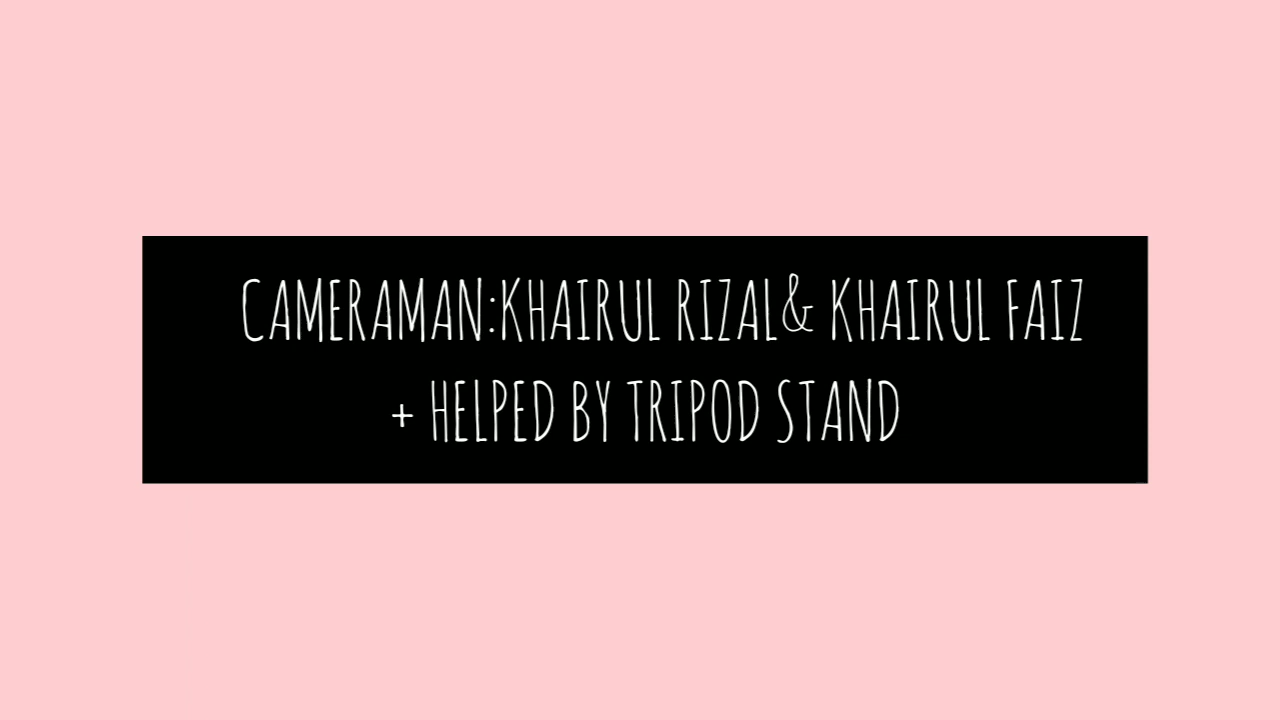 CAMERAMAN:KHAIRUL RIZAL& KHAIRUL FAIZ
+ HELPED BY TRIPOD STAND